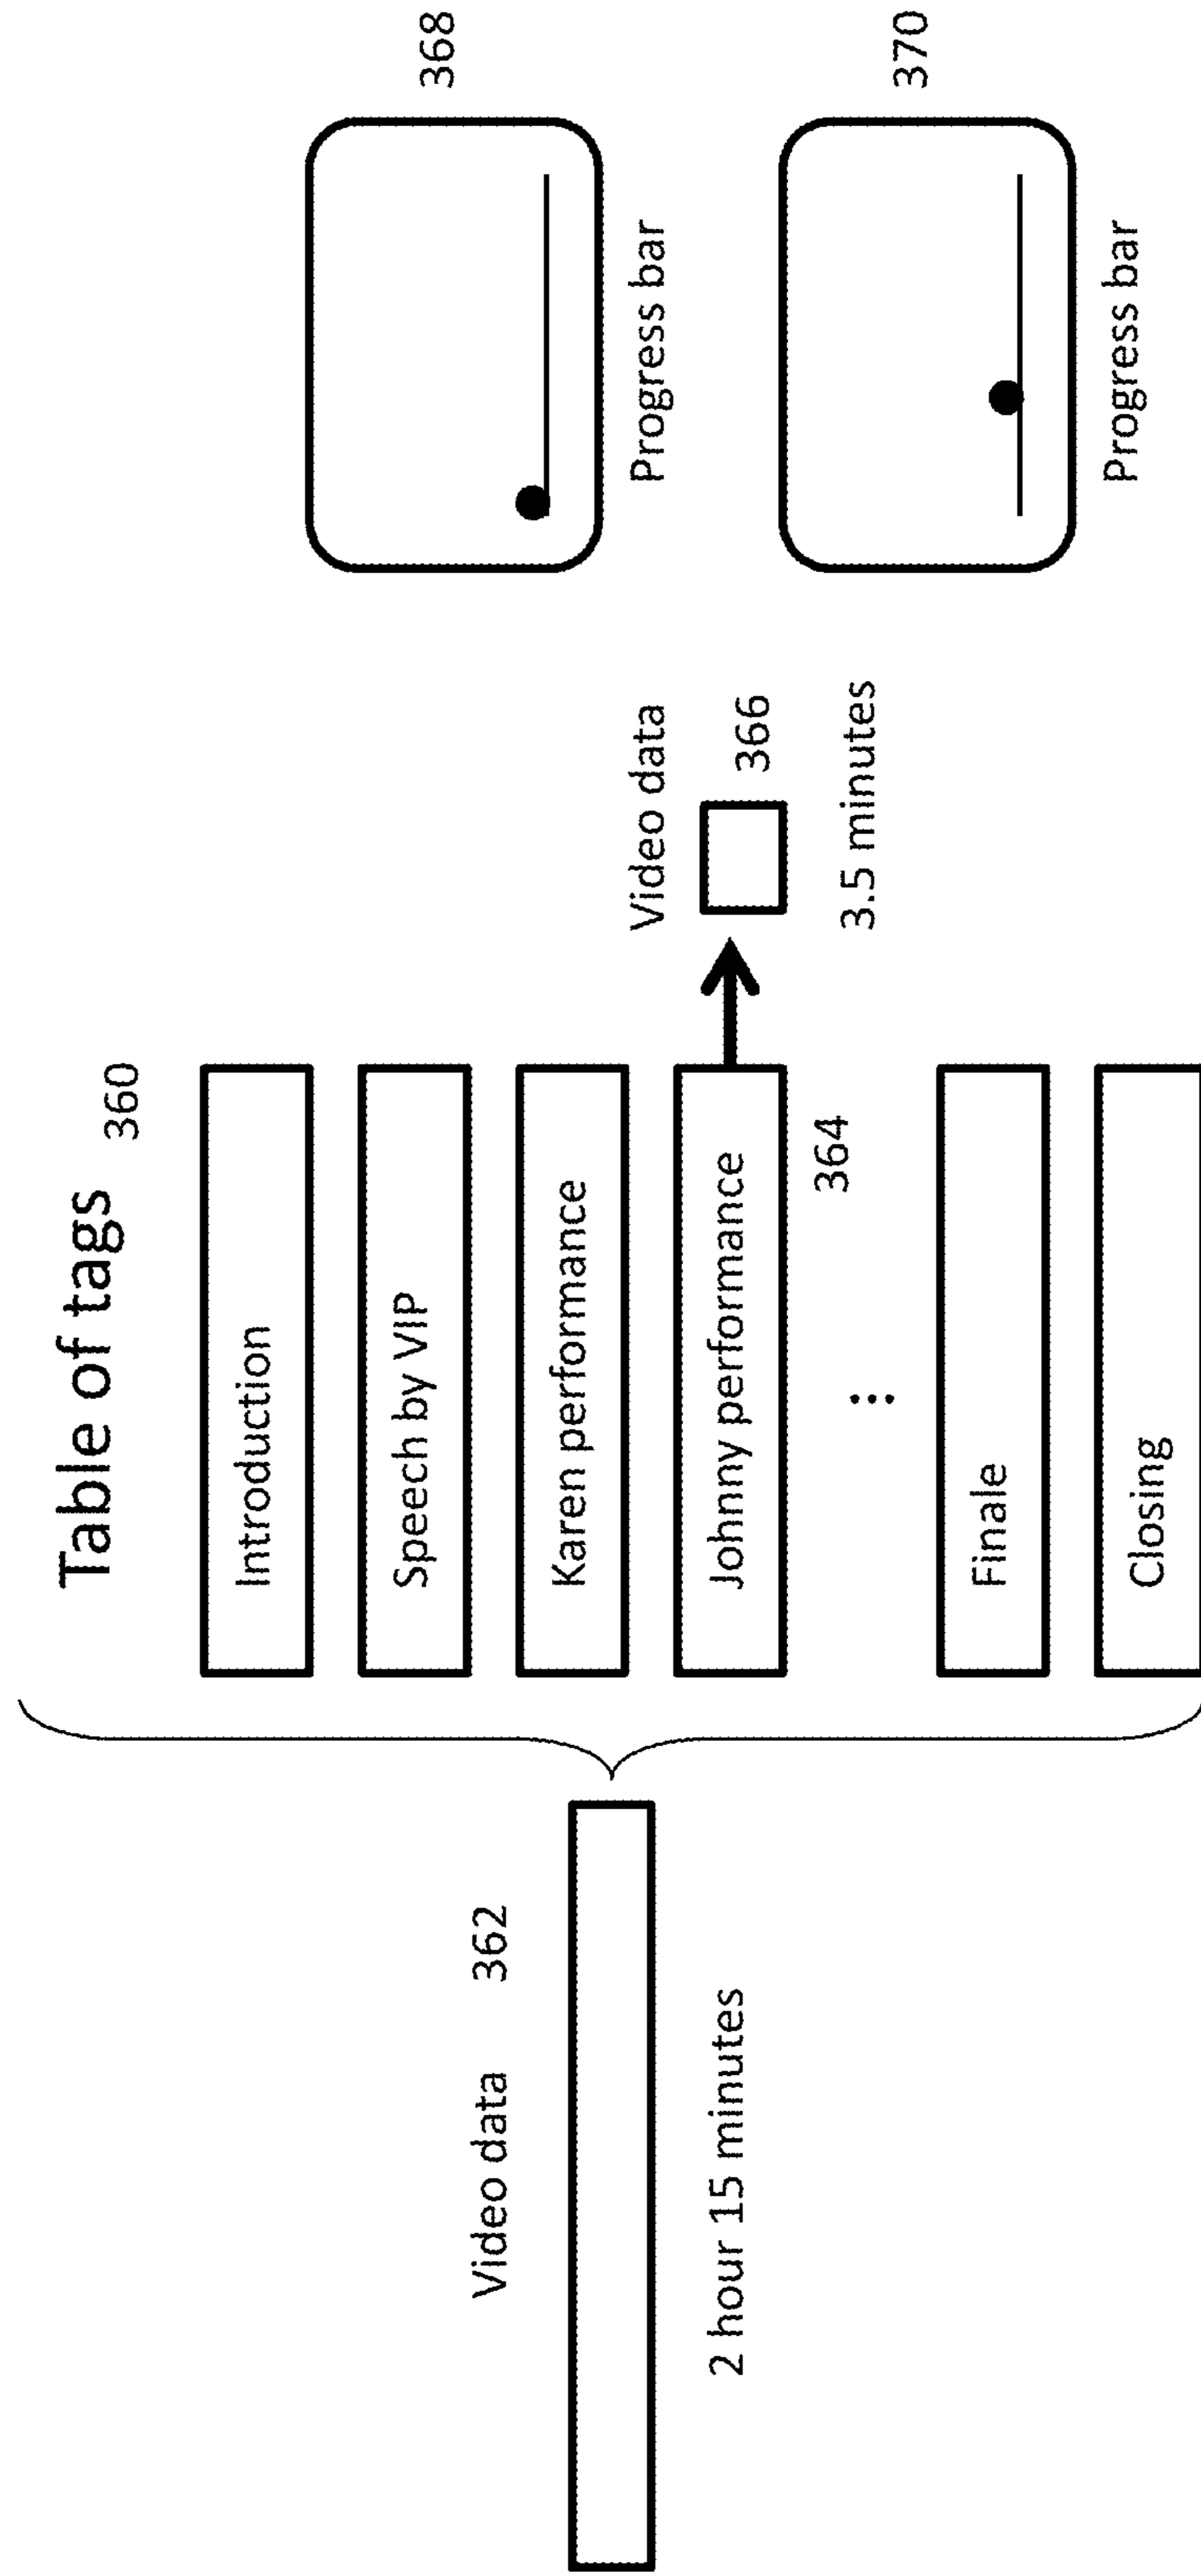 Table of tags 360
Video data 362
2 hour 15 minutes
Introduction
Speech by VIP
Karen performance
Johnny performance
364
⋮
Finale
Closing
Video data
366
3.5 minutes
368
Progress bar
370
Progress bar